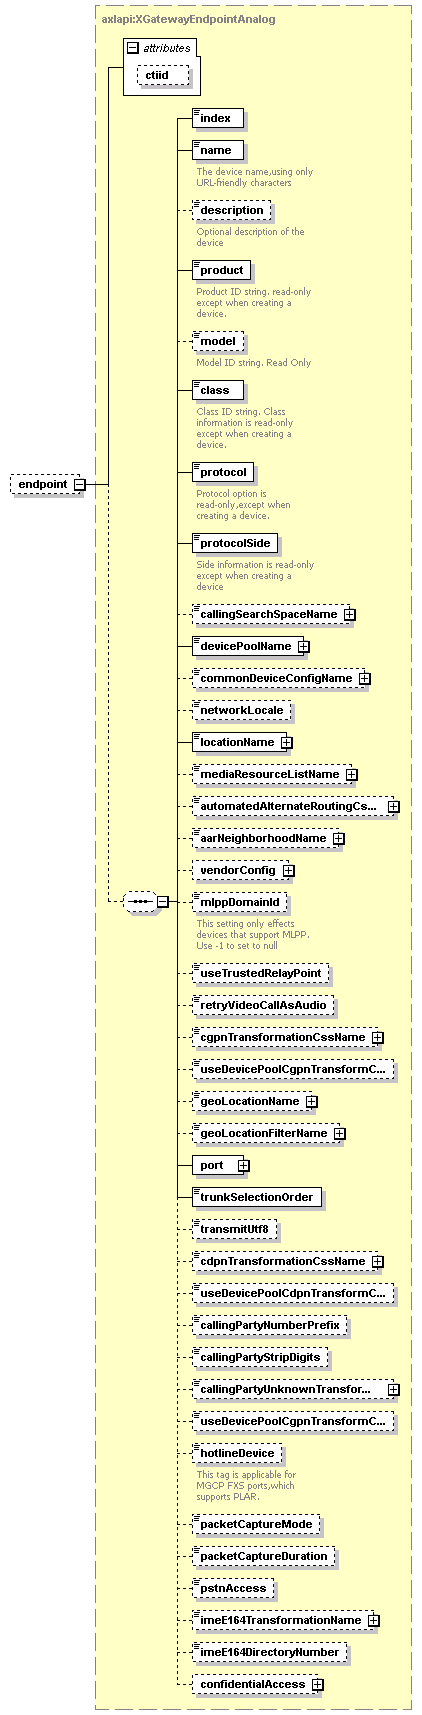 axlapi:XGatewayEndpointAnalog
attributes
ctiid
index
name
The device name,using only
URL-friendly characters
description
Optional description of the
device
product
Product ID string. read-only
except when creating a
device.
model
Model ID string. Read Only
class
Class ID string. Class
information is read-only
except when creating a
device.
protocol
Protocol option is
read-only,except when
creating a device.
endpoint
protocolSide
Side information is read-only
except when creating a
device
callingSearchSpaceName
devicePoolName
commonDeviceConfigName
networkLocale
locationName
mediaResourceListName
automatedAlternateRoutingCs...
aarNeighborhoodName
vendorConfig
mlppDomainId
This setting only effects
devices that support MLPP.
Use -1 to set to null
useTrustedRelayPoint
retryVideoCallAsAudio
cgpnTransformationCssName
useDevicePoolCgpnTransformC...
geoLocationName
geoLocationFilterName
port
trunkSelectionOrder
transmitUtf8
cdpnTransformationCssName
useDevicePoolCdpnTransformC...
callingPartyNumberPrefix
callingPartyStripDigits
callingPartyUnknownTransfor...
useDevicePoolCgpnTransformC...
hotlineDevice
This tag is applicable for
MGCP FXS ports,which
supports PLAR.
packetCaptureMode
packetCaptureDuration
pstnAccess
imeE164TransformationName
imeE164DirectoryNumber
confidentialAccess